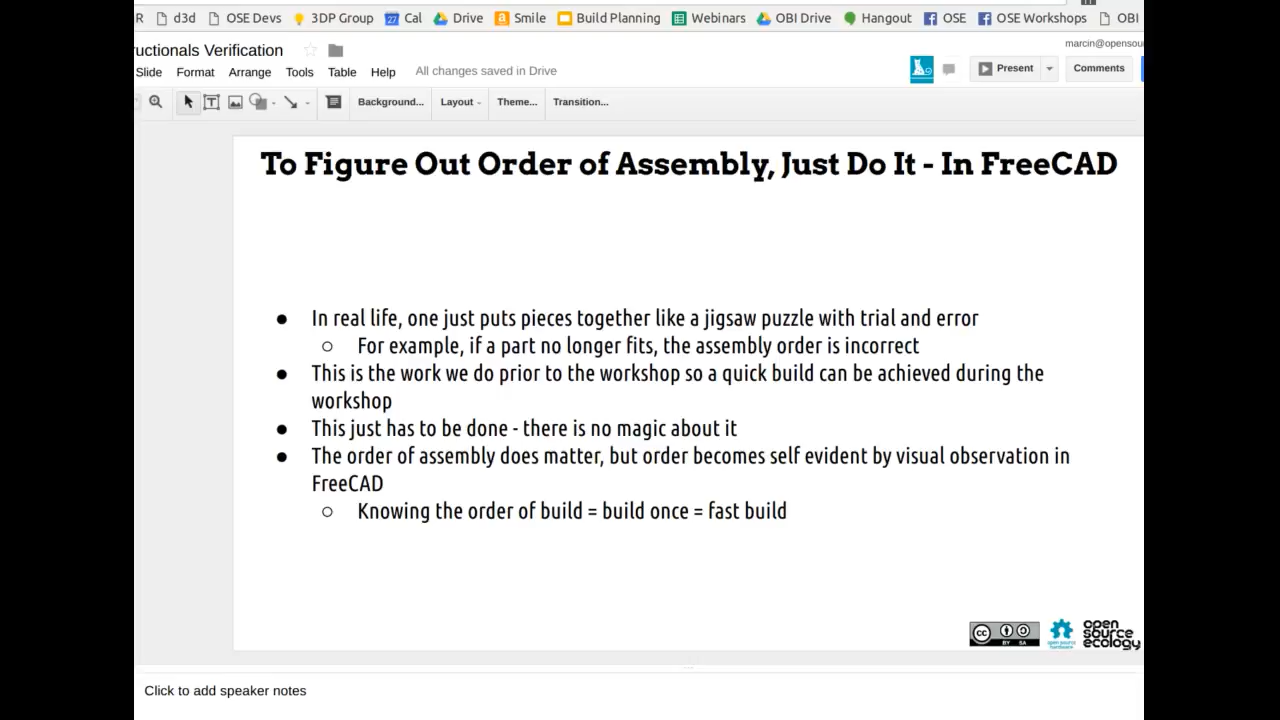 R d3d OSE Devs 3DP Group 27 Cal Drive a Smile Build Planning Webinars OBI Drive Hangout OSE OSE Workshops OBI
uctionals Verification
marcin@opensou
Slide Format Arrange Tools Table Help All changes saved in Drive Present Comments
Background... Layout Theme... Transition...
To Figure Out Order of Assembly, Just Do It - In FreeCAD
● In real life, one just puts pieces together like a jigsaw puzzle with trial and error
○ For example, if a part no longer fits, the assembly order is incorrect
● This is the work we do prior to the workshop so a quick build can be achieved during the
workshop
● This just has to be done - there is no magic about it
● The order of assembly does matter, but order becomes self evident by visual observation in
FreeCAD
○ Knowing the order of build = build once = fast build
cc BY SA
open source hardware
open
source
ecology
Click to add speaker notes